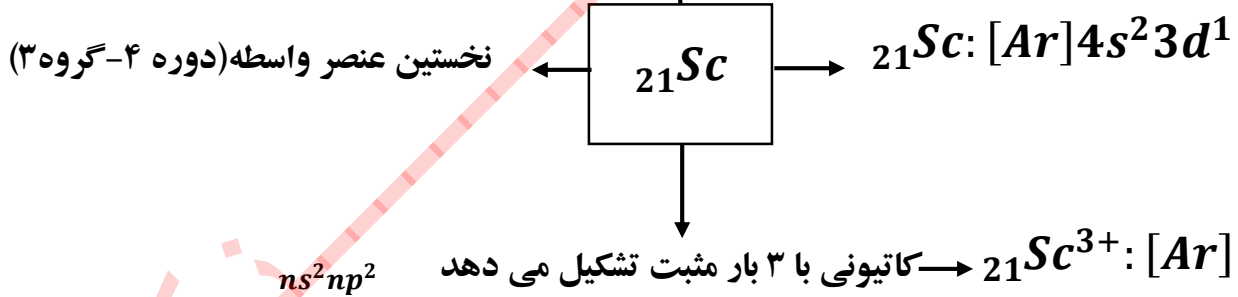 نخستین عنصر واسطه(دوره ۴-گروه۳)
₂₁Sc
₂₁Sc: [Ar]4s²3d¹
کاتیونی با ۳ بار مثبت تشکیل می دهد
₂₁Sc³⁺: [Ar]
ns²np²